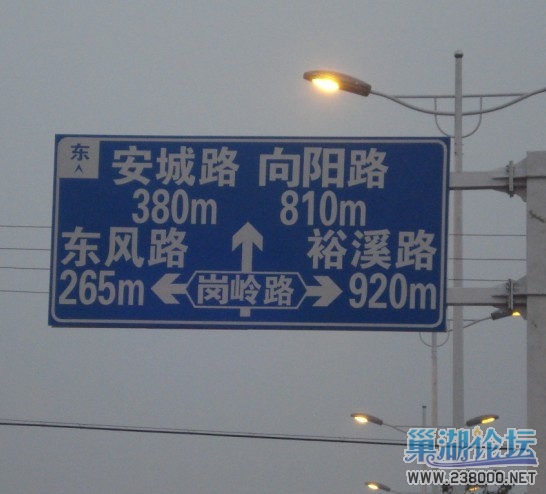 东
安城路 向阳路
380m 810m
东风路 裕溪路
265m 岗岭路 920m
巢湖论坛
www.238000.NET